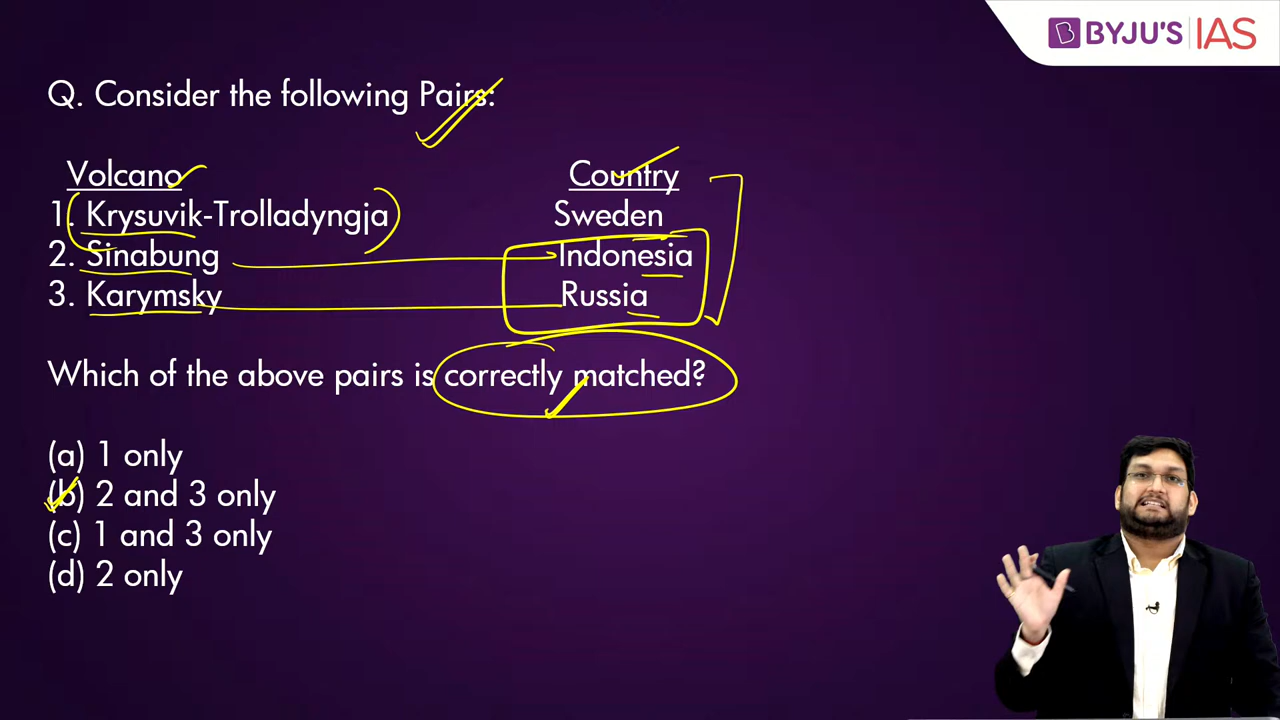 BYJU'S IAS
Q. Consider the following Pairs:
Volcano Country
1. Krysuvik-Trolladyngja Sweden
2. Sinabung Indonesia
3. Karymsky Russia
Which of the above pairs is correctly matched?
(a) 1 only
(b) 2 and 3 only
(c) 1 and 3 only
(d) 2 only